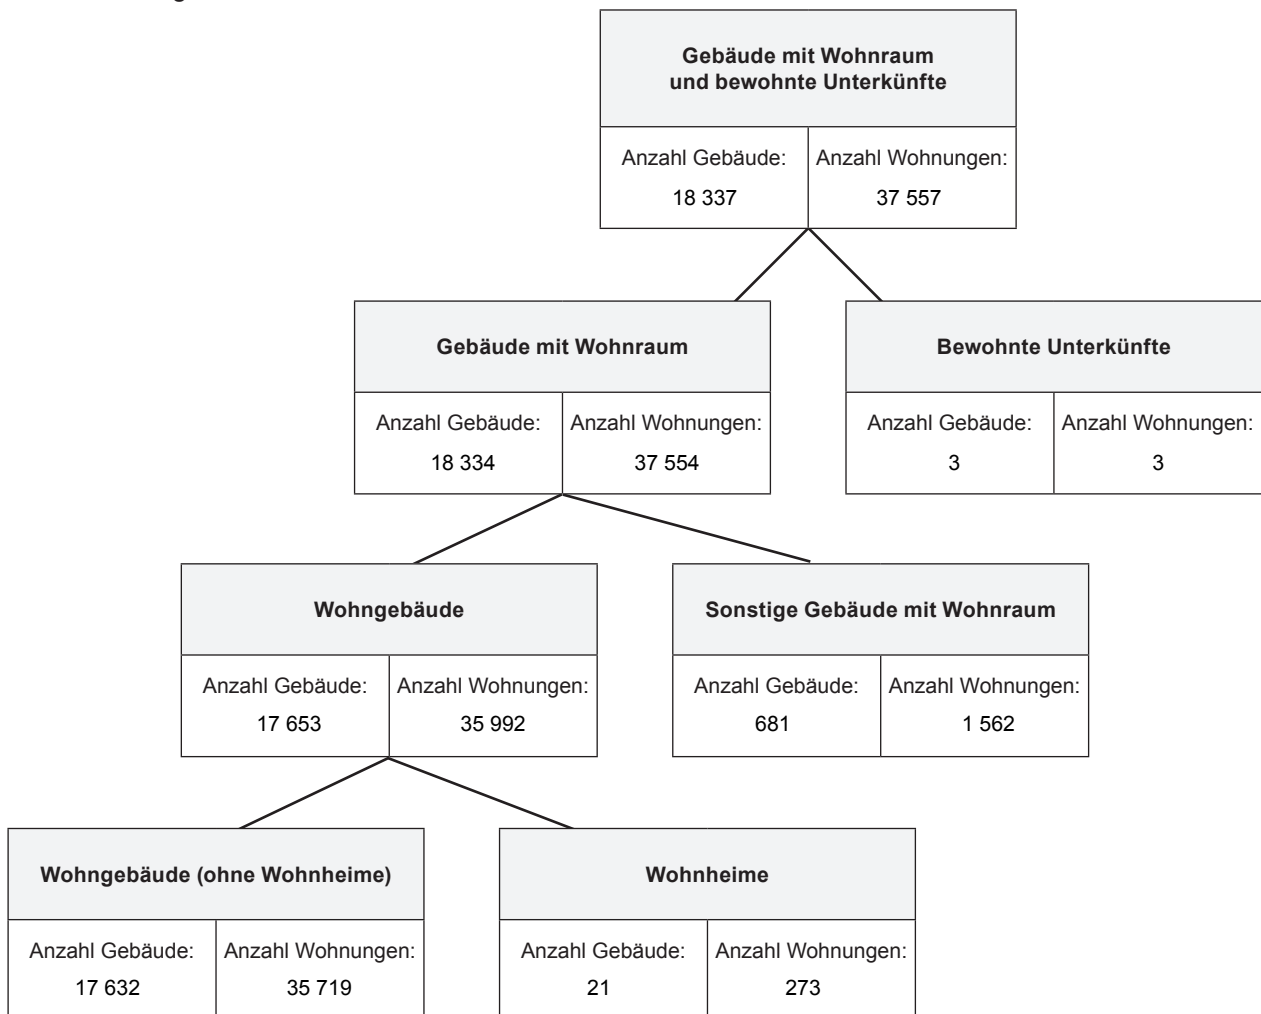 Gebäude mit Wohnraum
und bewohnte Unterkünfte
Anzahl Gebäude: Anzahl Wohnungen:
18 337 37 557
Gebäude mit Wohnraum
Anzahl Gebäude: Anzahl Wohnungen:
18 334 37 554
Bewohnte Unterkünfte
Anzahl Gebäude: Anzahl Wohnungen:
3 3
Wohngebäude
Anzahl Gebäude: Anzahl Wohnungen:
17 653 35 992
Sonstige Gebäude mit Wohnraum
Anzahl Gebäude: Anzahl Wohnungen:
681 1 562
Wohngebäude (ohne Wohnheime)
Anzahl Gebäude: Anzahl Wohnungen:
17 632 35 719
Wohnheime
Anzahl Gebäude: Anzahl Wohnungen:
21 273